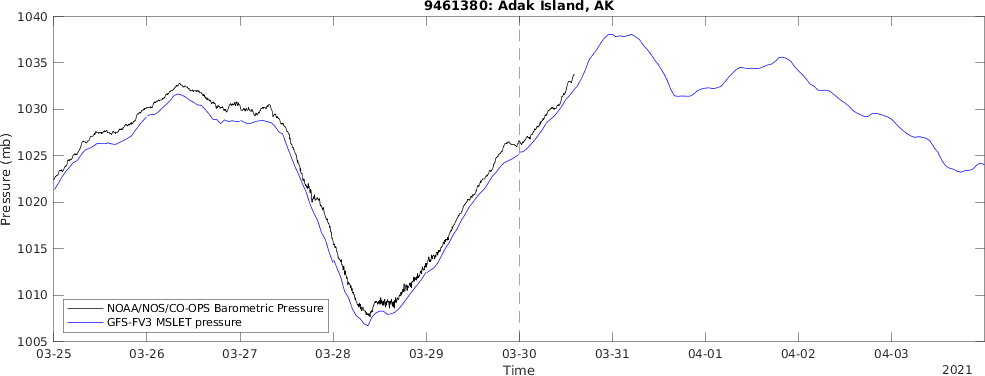 9461380: Adak Island, AK
Pressure (mb)
1040
1035
1030
1025
1020
1015
1010
1005
NOAA/NOS/CO-OPS Barometric Pressure
GFS-FV3 MSLET pressure
03-25 03-26 03-27 03-28 03-29 03-30 03-31 04-01 04-02 04-03
Time
2021